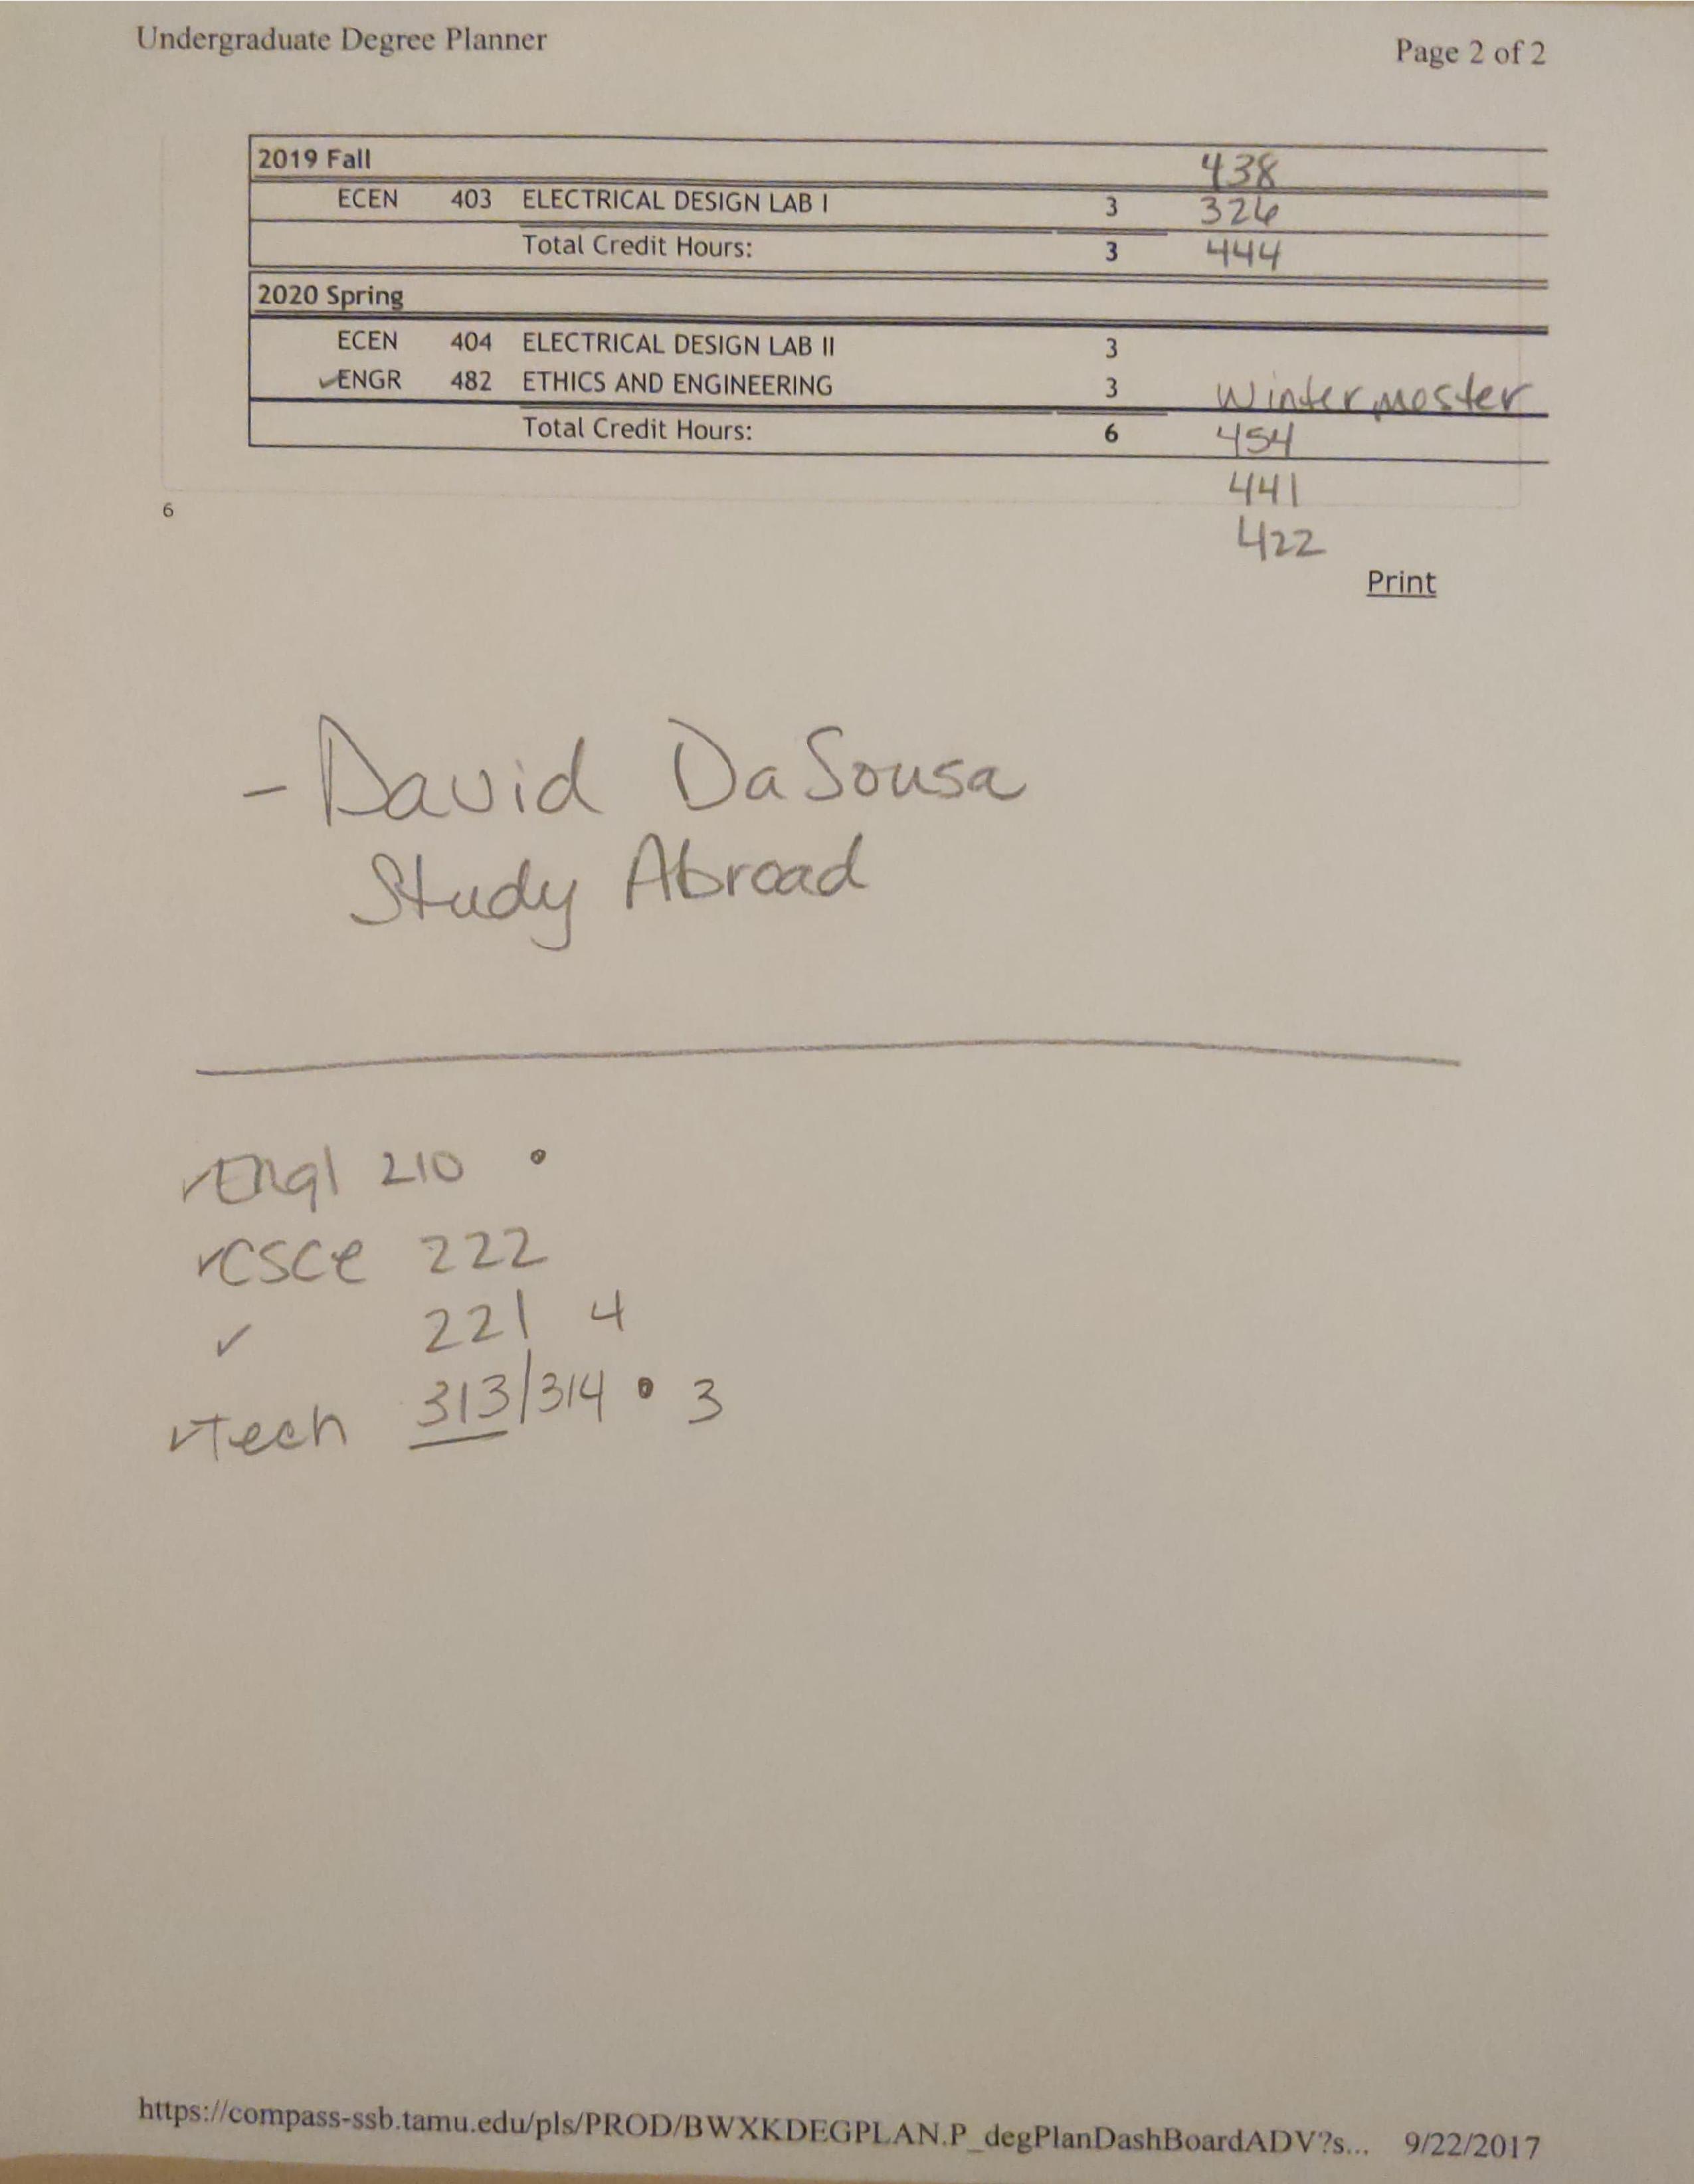 Undergraduate Degree Planner Page 2 of 2
2019 Fall 438
ECEN 403 ELECTRICAL DESIGN LAB I 3 326
Total Credit Hours: 3 444
2020 Spring
ECEN 404 ELECTRICAL DESIGN LAB II 3
✓ENGR 482 ETHICS AND ENGINEERING 3 Wintermester
Total Credit Hours: 6 454
441
6
422
Print
- David DaSousa
Study Abroad
✓Engl 210 •
✓CSCE 222
✓ 221 4
✓Tech 313/314 • 3
https://compass-ssb.tamu.edu/pls/PROD/BWXKDEGPLAN.P_degPlanDashBoardADV?s... 9/22/2017